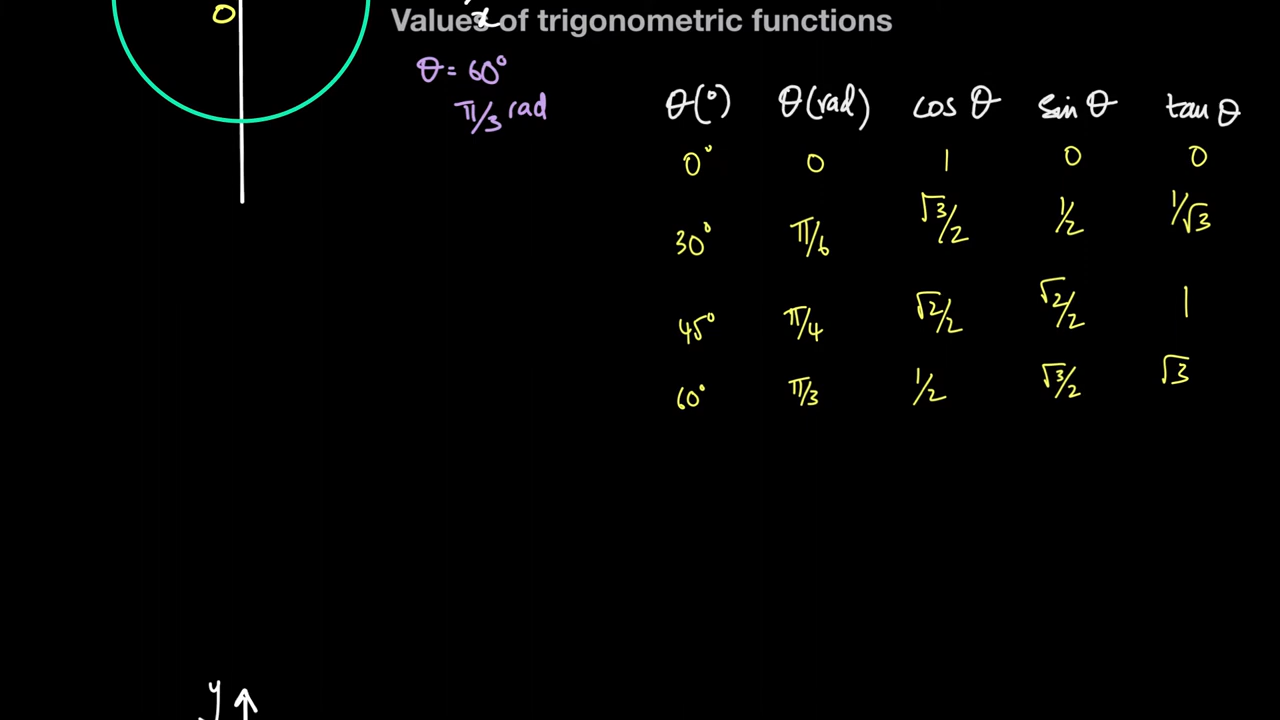 0
x
Values of trigonometric functions
θ = 60°
π/3 rad
θ(°) θ(rad) cos θ sin θ tan θ
0° 0 1 0 0
30° π/6 √3/2 1/2 1/√3
45° π/4 √2/2 √2/2 1
60° π/3 1/2 √3/2 √3
y